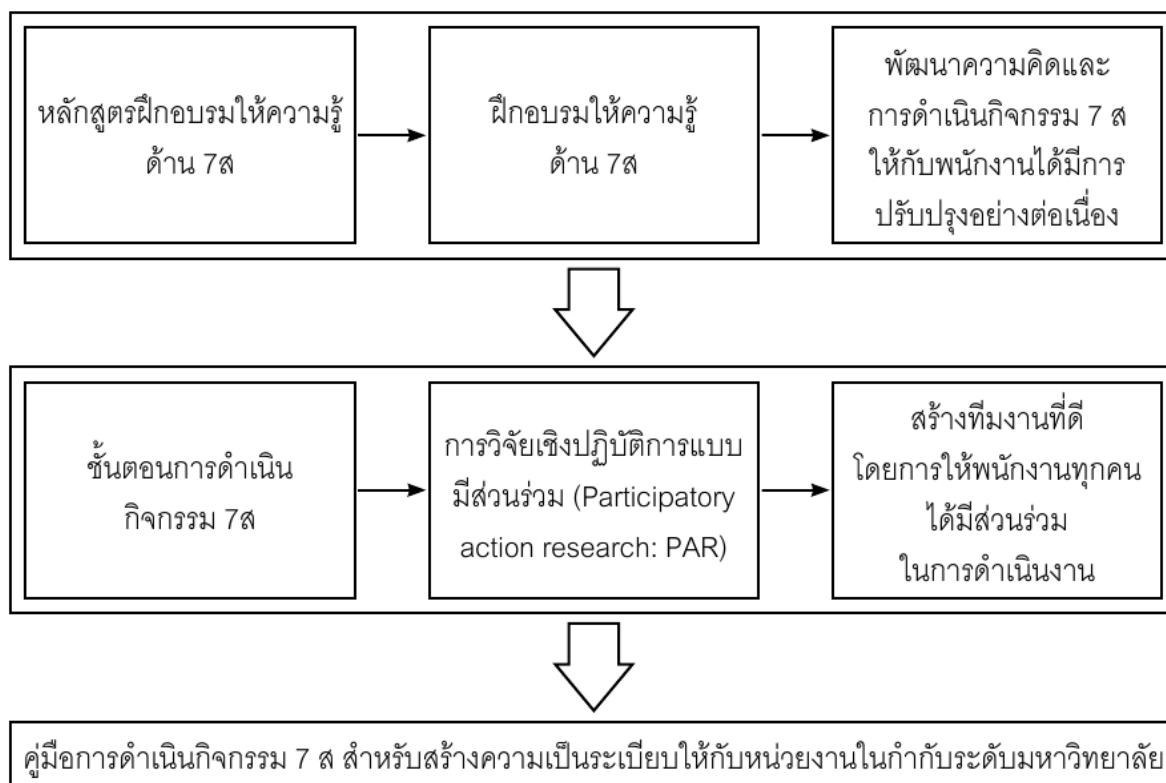 หลักสูตรฝึกอบรมให้ความรู้
ด้าน 7ส
ฝึกอบรมให้ความรู้
ด้าน 7ส
พัฒนาความคิดและ
การดำเนินกิจกรรม 7 ส
ให้กับพนักงานได้มีการ
ปรับปรุงอย่างต่อเนื่อง
ขั้นตอนการดำเนิน
กิจกรรม 7ส
การวิจัยเชิงปฏิบัติการแบบ
มีส่วนร่วม (Participatory
action research: PAR)
สร้างทีมงานที่ดี
โดยการให้พนักงานทุกคน
ได้มีส่วนร่วม
ในการดำเนินงาน
คู่มือการดำเนินกิจกรรม 7 ส สำหรับสร้างความเป็นระเบียบให้กับหน่วยงานในกำกับระดับมหาวิทยาลัย